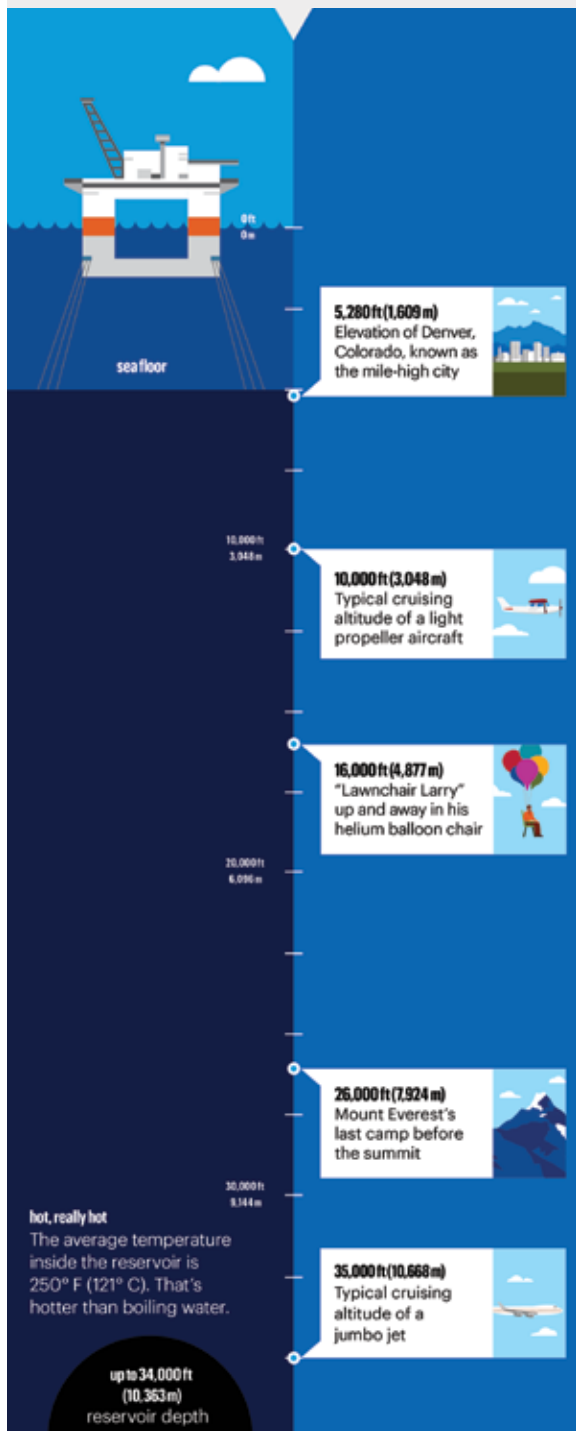 0 ft
0 m
5,280 ft (1,609 m)
Elevation of Denver,
Colorado, known as
the mile-high city
sea floor
10,000 ft
3,048 m
10,000 ft (3,048 m)
Typical cruising
altitude of a light
propeller aircraft
16,000 ft (4,877 m)
"Lawnchair Larry"
up and away in his
helium balloon chair
20,000 ft
6,096 m
26,000 ft (7,924 m)
Mount Everest's
last camp before
the summit
30,000 ft
9,144 m
hot, really hot
The average temperature
inside the reservoir is
250° F (121° C). That's
hotter than boiling water.
35,000 ft (10,668 m)
Typical cruising
altitude of a
jumbo jet
up to 34,000 ft
(10,363 m)
reservoir depth